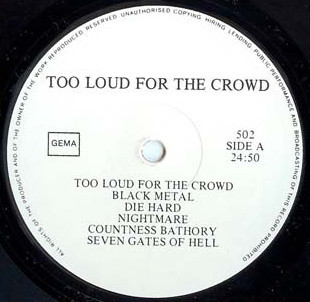 ALL RIGHTS OF THE PRODUCER AND OF THE OWNER OF THE WORK REPRODUCED RESERVED UNAUTHORISED COPYING HIRING LENDING PUBLIC PERFORMANCE AND BROADCASTING OF THIS RECORD PROHIBITED
TOO LOUD FOR THE CROWD
GEMA
502
SIDE A
24:50
TOO LOUD FOR THE CROWD
BLACK METAL
DIE HARD
NIGHTMARE
COUNTNESS BATHORY
SEVEN GATES OF HELL